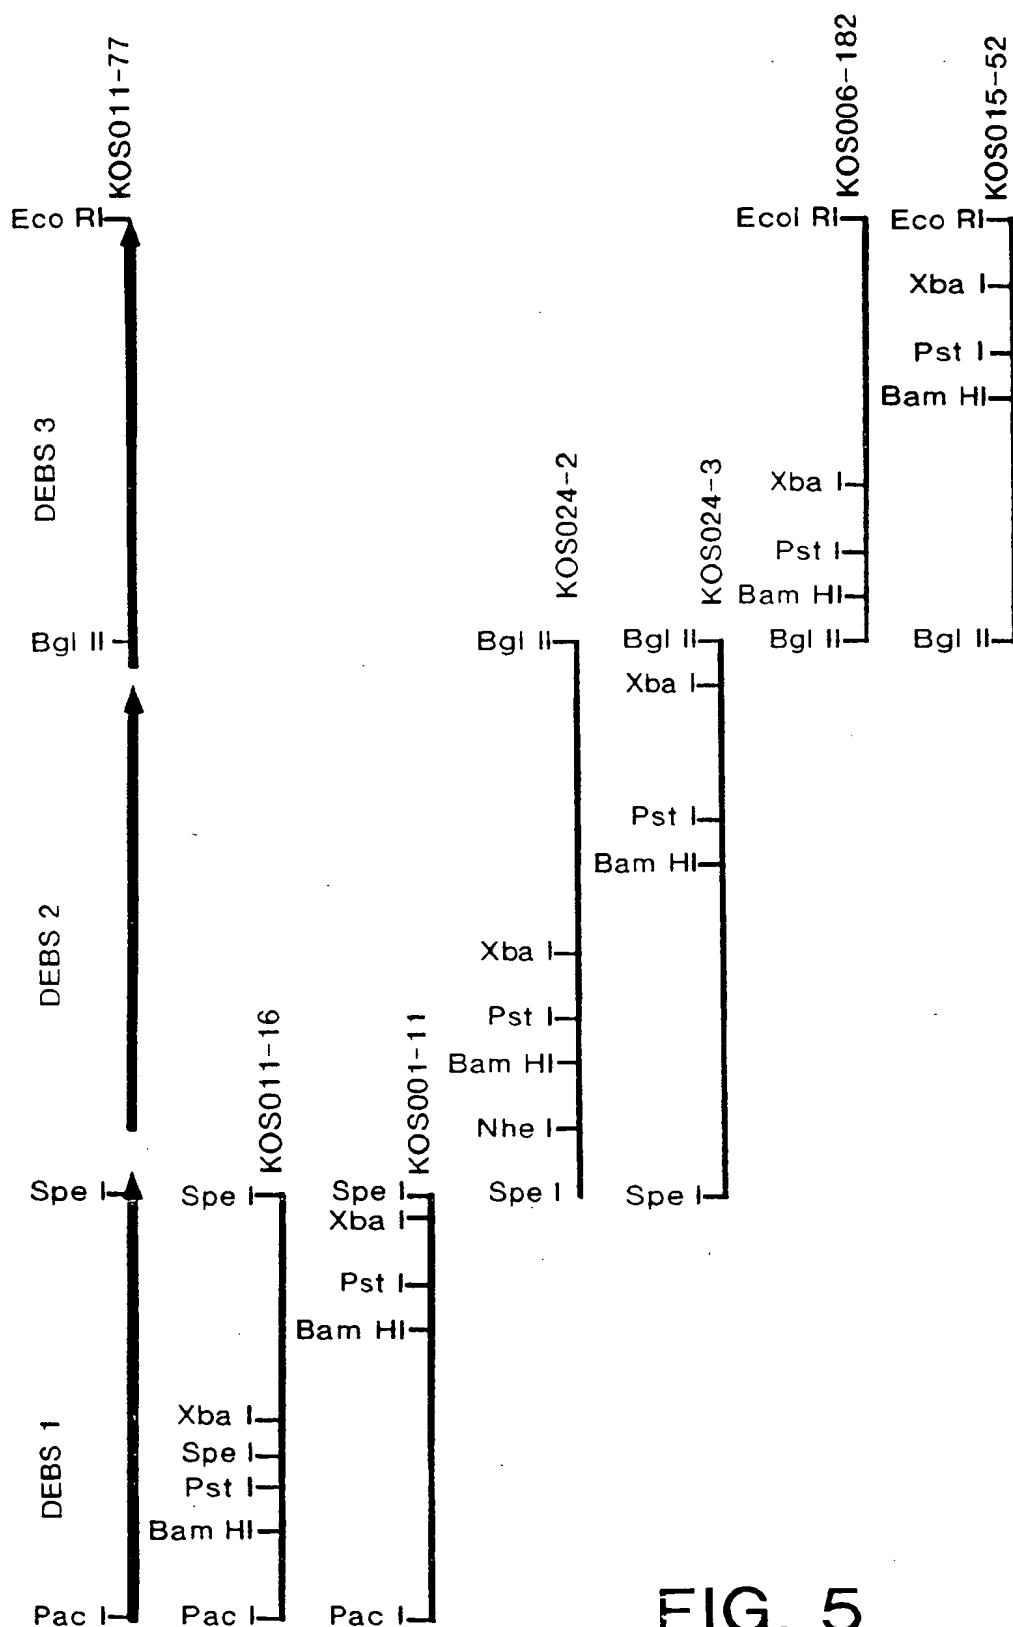 KOS011-77
Eco RI
DEBS 3
Bgl II
DEBS 2
Spe I
DEBS 1
Pac I
KOS011-16
Spe I
Xba I
Spe I
Pst I
Bam HI
Pac I
KOS001-11
Spe I
Xba I
Pst I
Bam HI
Pac I
KOS024-2
Bgl II
Xba I
Pst I
Bam HI
Nhe I
Spe I
KOS024-3
Bgl II
Xba I
Pst I
Bam HI
Spe I
KOS006-182
EcoI RI
Xba I
Pst I
Bam HI
Bgl II
KOS015-52
Eco RI
Xba I
Pst I
Bam HI
Bgl II
FIG. 5